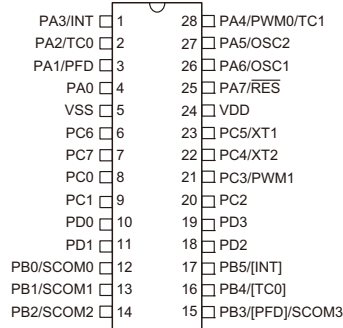 PA3/INT 1 28 PA4/PWM0/TC1
PA2/TC0 2 27 PA5/OSC2
PA1/PFD 3 26 PA6/OSC1
PA0 4 25 PA7/RES
VSS 5 24 VDD
PC6 6 23 PC5/XT1
PC7 7 22 PC4/XT2
PC0 8 21 PC3/PWM1
PC1 9 20 PC2
PD0 10 19 PD3
PD1 11 18 PD2
PB0/SCOM0 12 17 PB5/[INT]
PB1/SCOM1 13 16 PB4/[TC0]
PB2/SCOM2 14 15 PB3/[PFD]/SCOM3